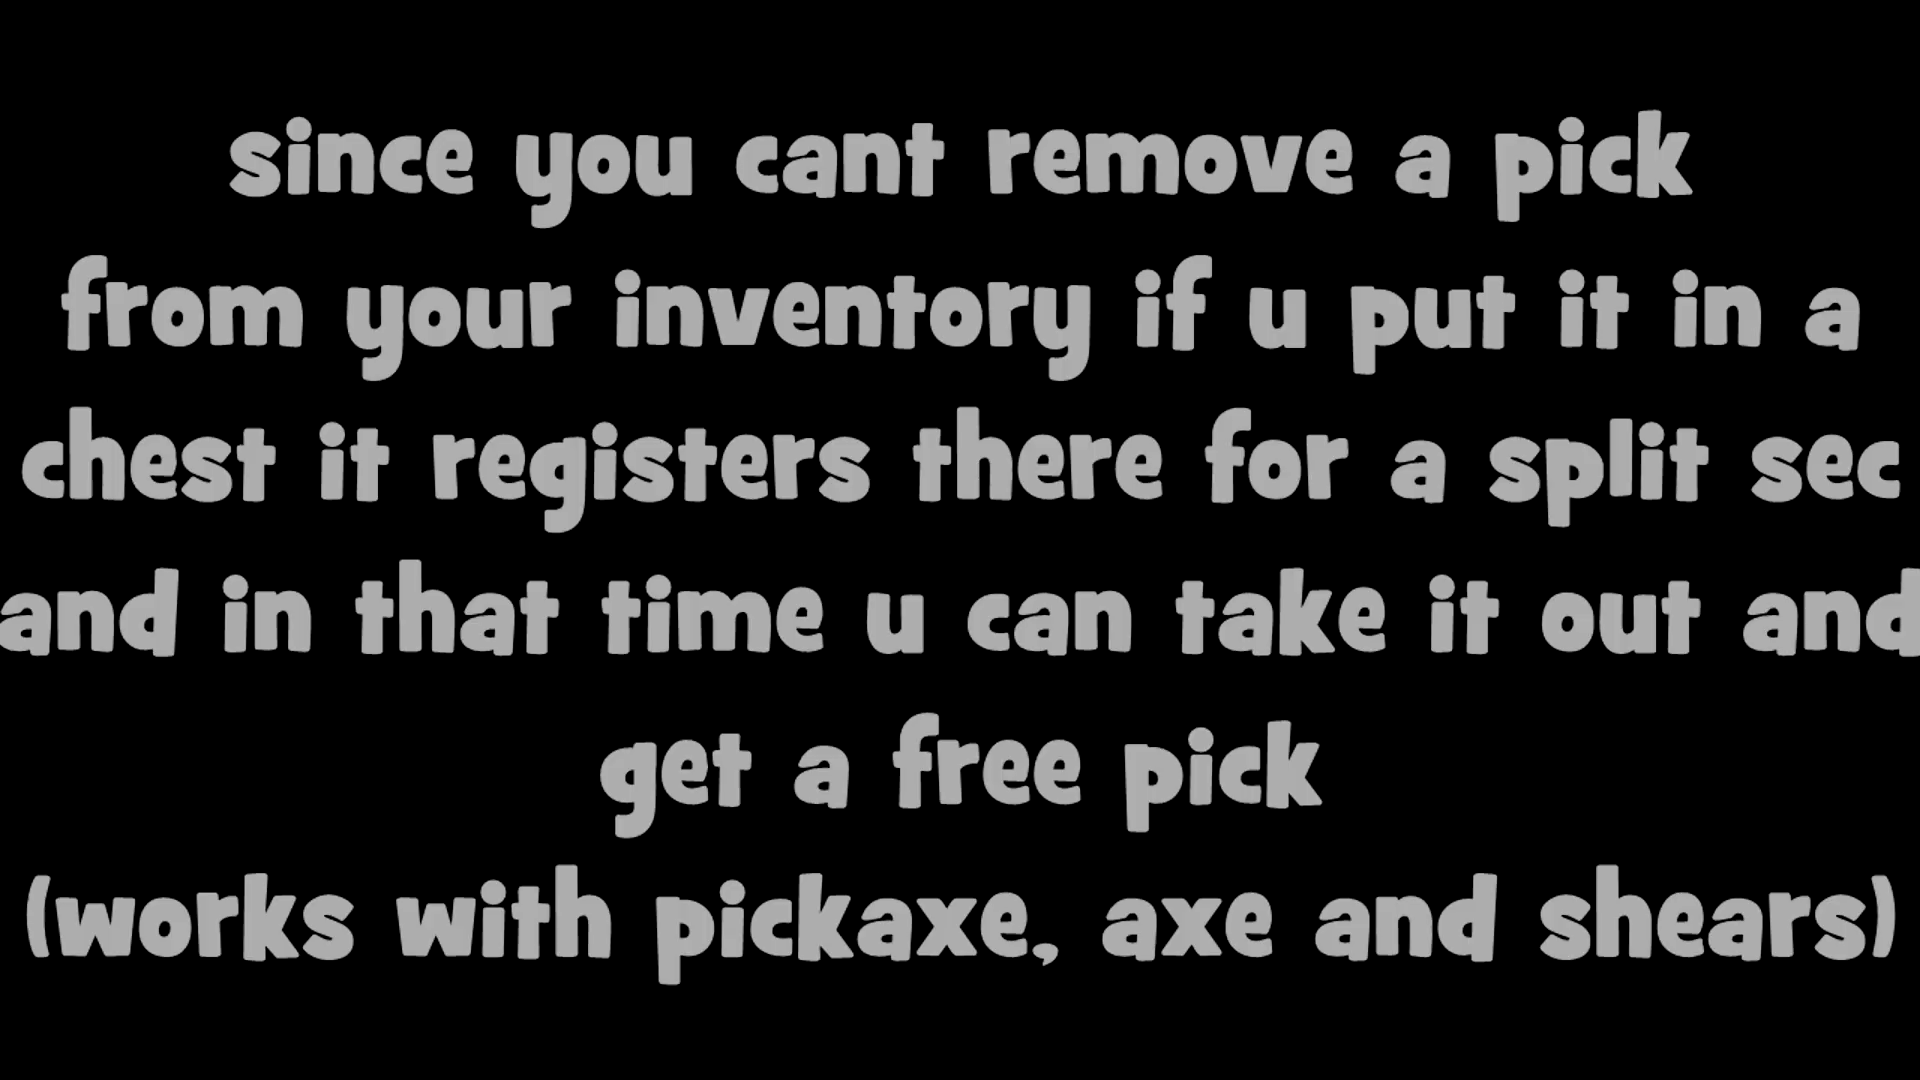 since you cant remove a pick
from your inventory if u put it in a
chest it registers there for a split sec
and in that time u can take it out and
get a free pick
(works with pickaxe, axe and shears)